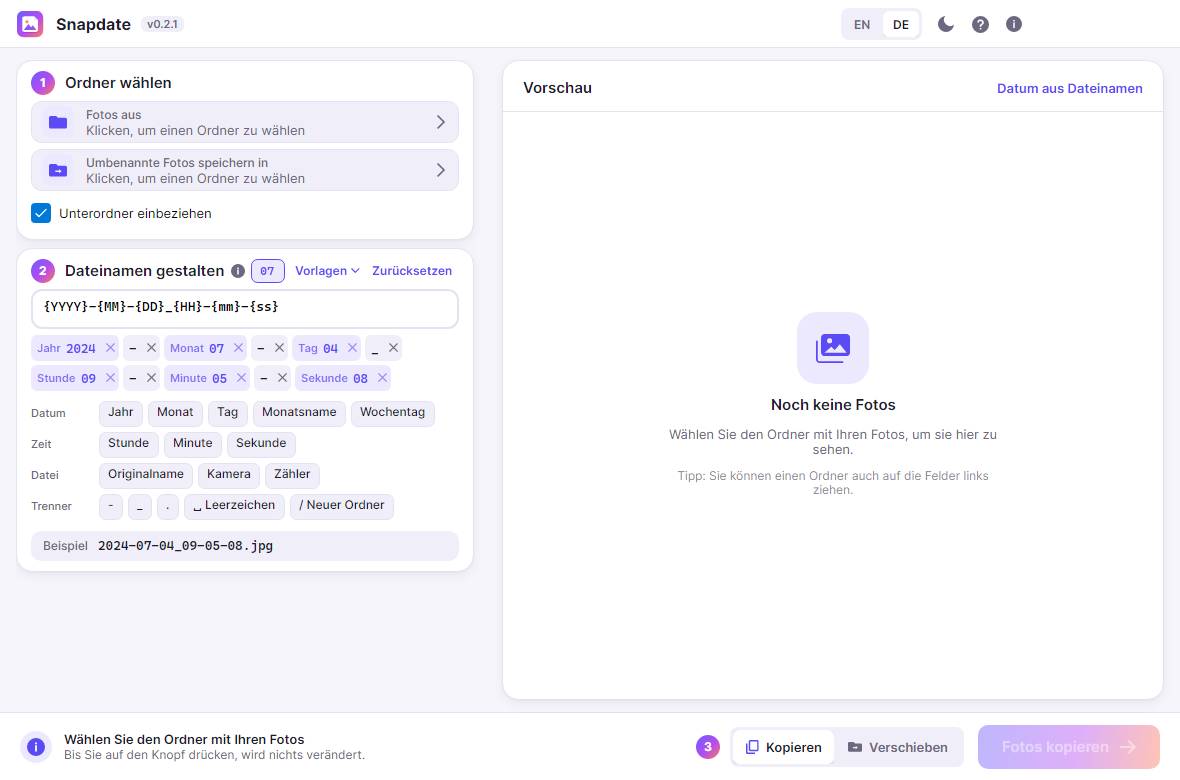 Snapdate v0.2.1
EN DE
1 Ordner wählen
Fotos aus
Klicken, um einen Ordner zu wählen
Umbenannte Fotos speichern in
Klicken, um einen Ordner zu wählen
Unterordner einbeziehen
2 Dateinamen gestalten 07 Vorlagen Zurücksetzen
{YYYY}-{MM}-{DD}_{HH}-{mm}-{ss}
Jahr 2024 - Monat 07 - Tag 04 _
Stunde 09 - Minute 05 - Sekunde 08
Datum Jahr Monat Tag Monatsname Wochentag
Zeit Stunde Minute Sekunde
Datei Originalname Kamera Zähler
Trenner - _ . ␣ Leerzeichen / Neuer Ordner
Beispiel 2024-07-04_09-05-08.jpg
Vorschau Datum aus Dateinamen
Noch keine Fotos
Wählen Sie den Ordner mit Ihren Fotos, um sie hier zu
sehen.
Tipp: Sie können einen Ordner auch auf die Felder links
ziehen.
Wählen Sie den Ordner mit Ihren Fotos
Bis Sie auf den Knopf drücken, wird nichts verändert.
3 Kopieren Verschieben Fotos kopieren →